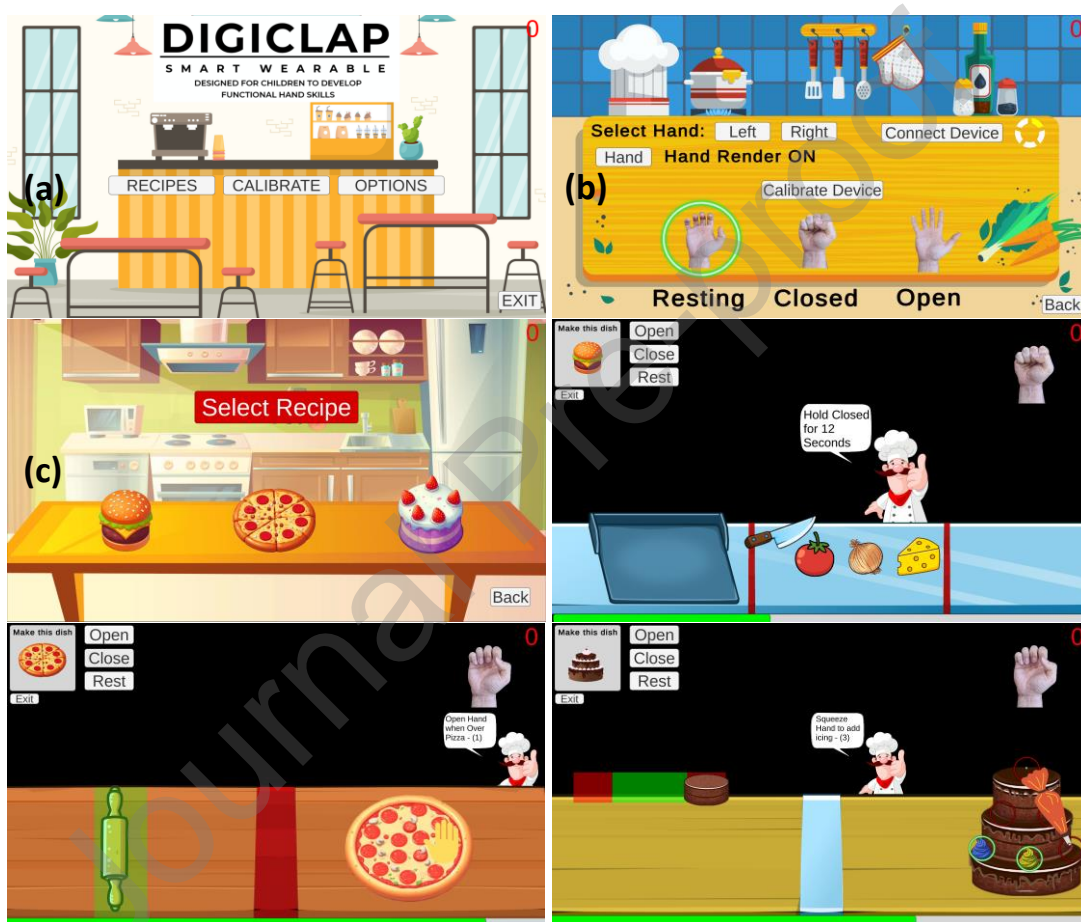 DIGICLAP
SMART WEARABLE
DESIGNED FOR CHILDREN TO DEVELOP
FUNCTIONAL HAND SKILLS
0
(a)
RECIPES
CALIBRATE
OPTIONS
EXIT
0
Select Hand:
Left
Right
Connect Device
Hand
Hand Render ON
(b)
Calibrate Device
Resting
Closed
Open
Back
0
Select Recipe
(c)
Back
0
Make this dish
Open
Close
Rest
Exit
Hold Closed
for 12
Seconds
0
Make this dish
Open
Close
Rest
Exit
Open Hand
when Over
Pizza - (1)
0
Make this dish
Open
Close
Rest
Exit
Squeeze
Hand to add
icing - (3)
Journal Pre-proof